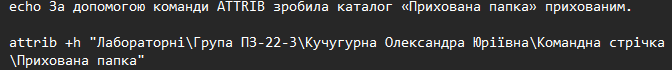 echo За допомогою команди ATTRIB зробила каталог «Прихована папка» прихованим.
attrib +h "Лабораторні\Група ПЗ-22-3\Кучугурна Олександра Юріївна\Командна стрічка
\Прихована папка"